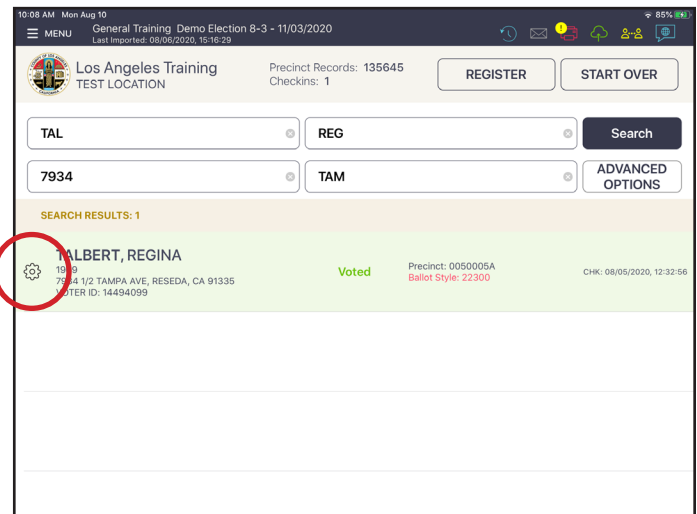 10:08 AM Mon Aug 10
85%
MENU
General Training Demo Election 8-3 - 11/03/2020
Last Imported: 08/06/2020, 15:16:29
Los Angeles Training
TEST LOCATION
Precinct Records: 135645
Checkins: 1
REGISTER
START OVER
TAL
REG
Search
7934
TAM
ADVANCED
OPTIONS
SEARCH RESULTS: 1
TALBERT, REGINA
7934 1/2 TAMPA AVE, RESEDA, CA 91335
VOTER ID: 14494099
Voted
Precinct: 0050005A
Ballot Style: 22300
CHK: 08/05/2020, 12:32:56